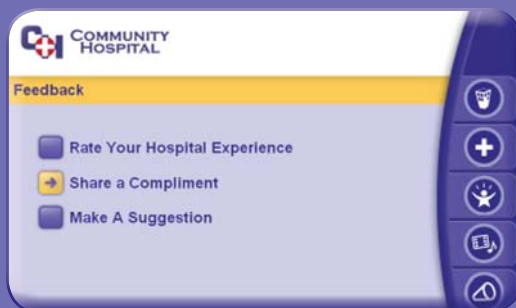 COMMUNITY
HOSPITAL
Feedback
Rate Your Hospital Experience
Share a Compliment
Make A Suggestion